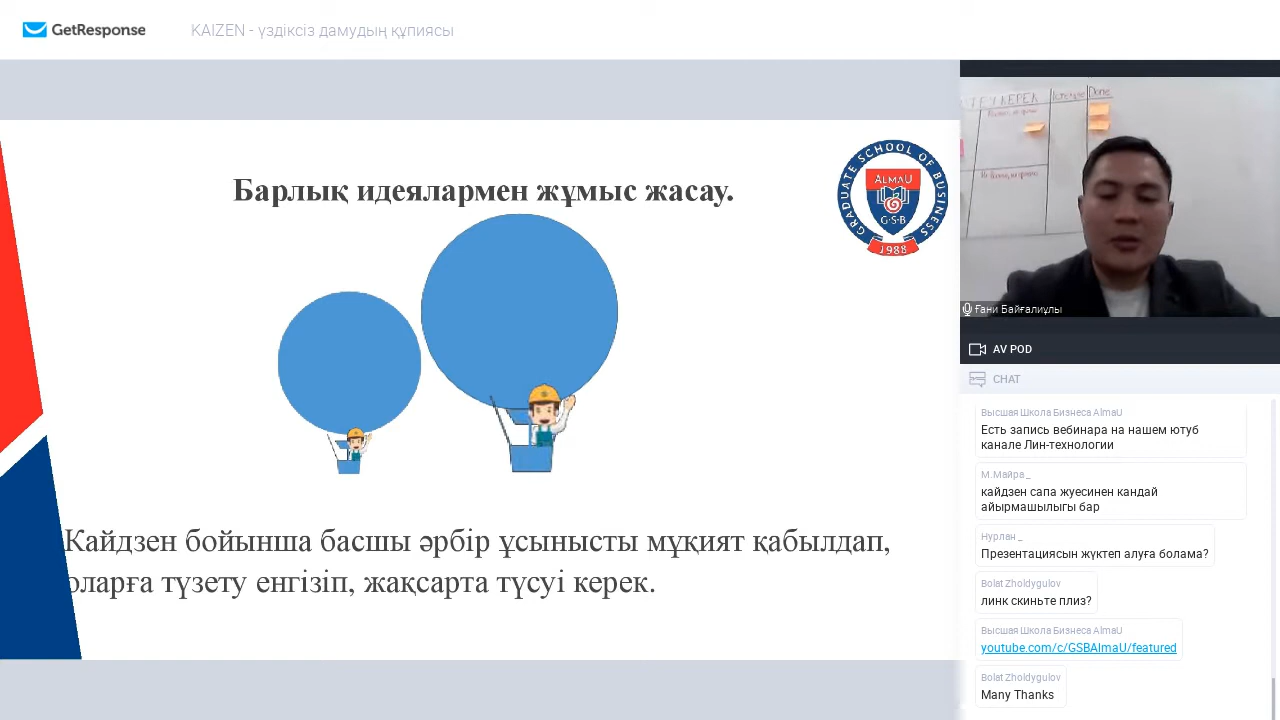 GetResponse
KAIZEN - үздіксіз дамудың құпиясы
Барлық идеялармен жұмыс жасау.
GRADUATE SCHOOL OF BUSINESS
ALMAU
G·S·B
1988
Кайдзен бойынша басшы әрбір ұсынысты мұқият қабылдап,
оларға түзету енгізіп, жақсарта түсуі керек.
Done
Ғани Байғалиұлы
AV POD
CHAT
Высшая Школа Бизнеса AlmaU
Есть запись вебинара на нашем ютуб
канале Лин-технологии
М.Майра _
кайдзен сапа жуесинен кандай
айырмашылыгы бар
Нурлан _
Презентациясын жүктеп алуға болама?
Bolat Zholdygulov
линк скиньте плиз?
Высшая Школа Бизнеса AlmaU
youtube.com/c/GSBAlmaU/featured
Bolat Zholdygulov
Many Thanks